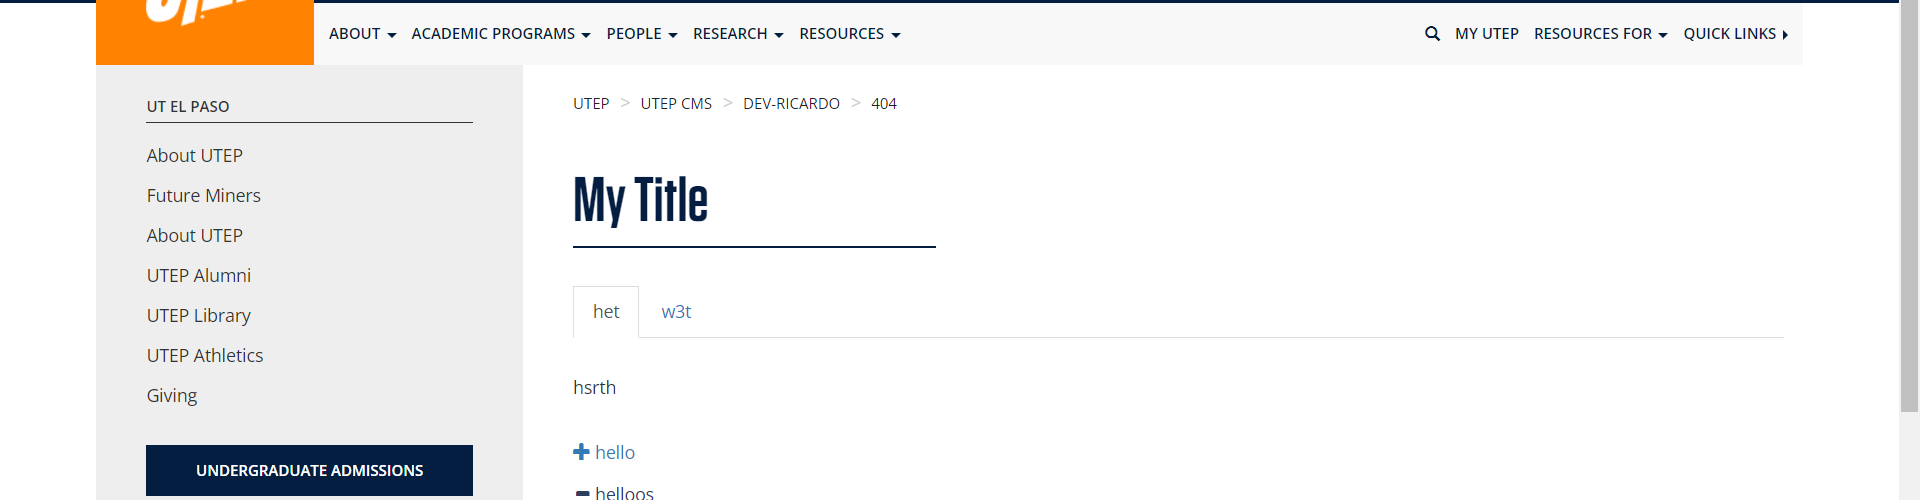 ABOUT ACADEMIC PROGRAMS PEOPLE RESEARCH RESOURCES MY UTEP RESOURCES FOR QUICK LINKS
UT EL PASO
About UTEP
Future Miners
About UTEP
UTEP Alumni
UTEP Library
UTEP Athletics
Giving
UNDERGRADUATE ADMISSIONS
UTEP > UTEP CMS > DEV-RICARDO > 404
My Title
het w3t
hsrth
hello
helloos